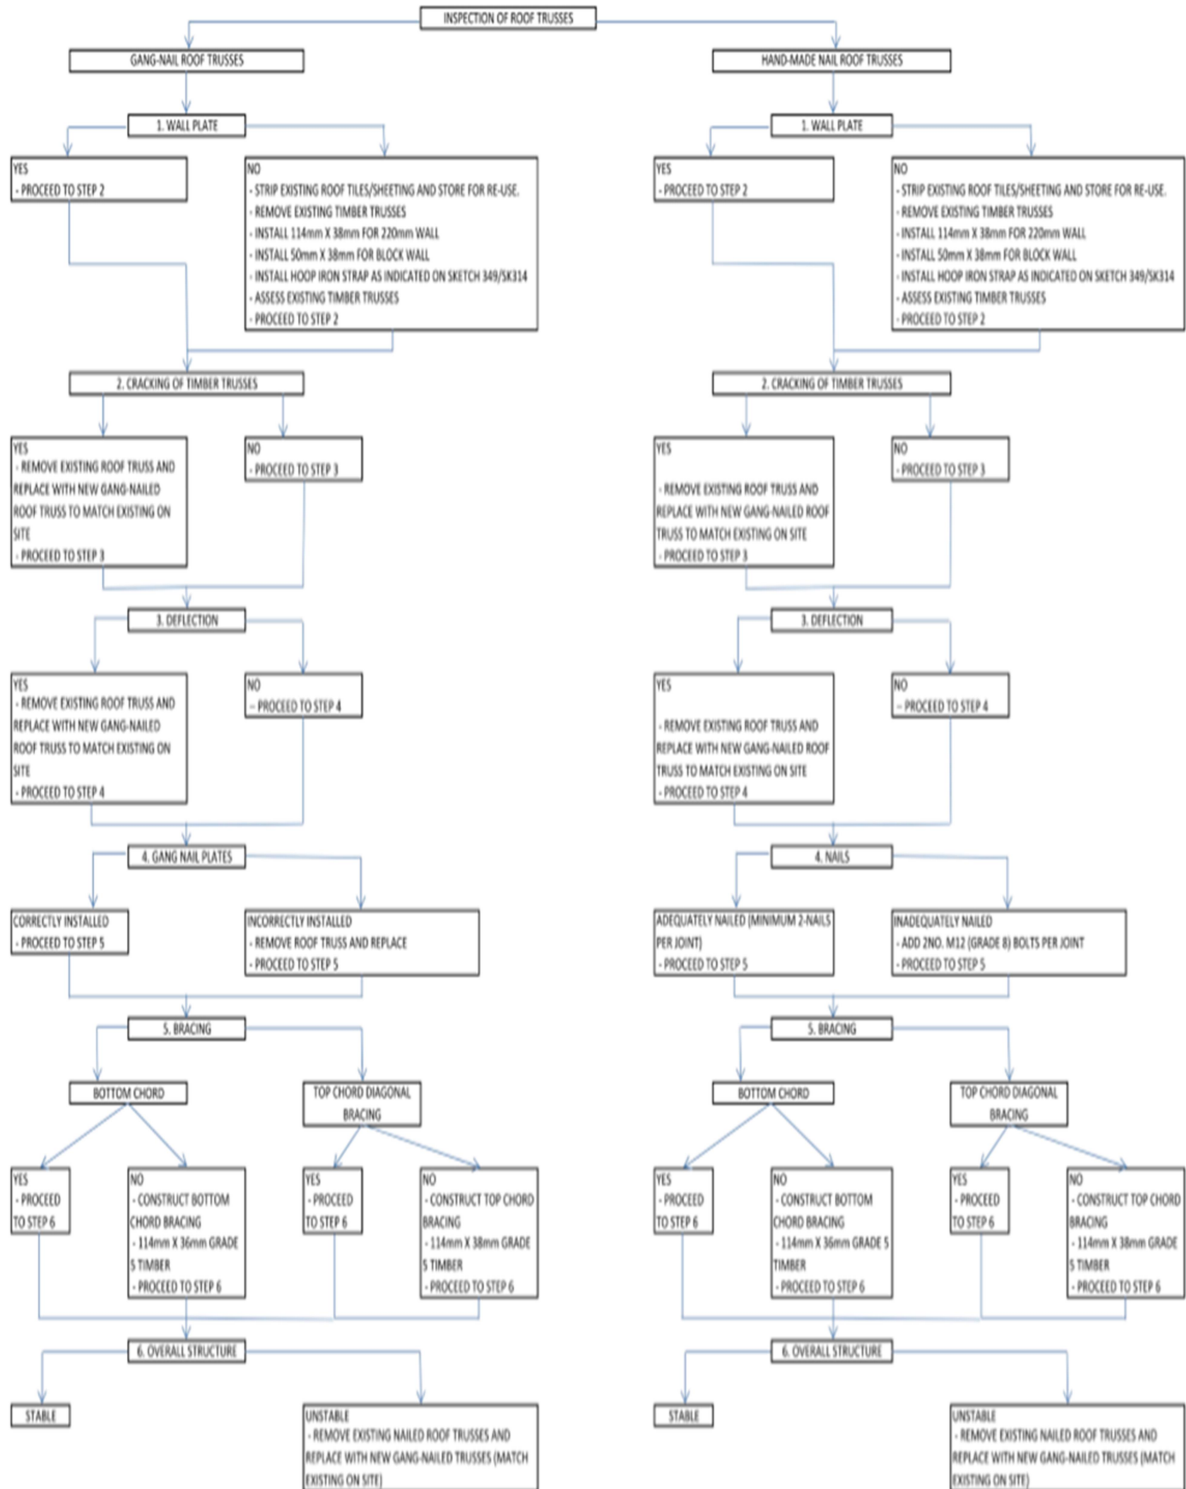 INSPECTION OF ROOF TRUSSES
GANG-NAIL ROOF TRUSSES
1. WALL PLATE
YES
- PROCEED TO STEP 2
NO
- STRIP EXISTING ROOF TILES/SHEETING AND STORE FOR RE-USE.
- REMOVE EXISTING TIMBER TRUSSES
- INSTALL 114mm X 38mm FOR 220mm WALL
- INSTALL 50mm X 38mm FOR BLOCK WALL
- INSTALL HOOP IRON STRAP AS INDICATED ON SKETCH 349/SK314
- ASSESS EXISTING TIMBER TRUSSES
- PROCEED TO STEP 2
2. CRACKING OF TIMBER TRUSSES
YES
- REMOVE EXISTING ROOF TRUSS AND
REPLACE WITH NEW GANG-NAILED
ROOF TRUSS TO MATCH EXISTING ON
SITE
- PROCEED TO STEP 3
NO
- PROCEED TO STEP 3
3. DEFLECTION
YES
- REMOVE EXISTING ROOF TRUSS AND
REPLACE WITH NEW GANG-NAILED
ROOF TRUSS TO MATCH EXISTING ON
SITE
- PROCEED TO STEP 4
NO
– PROCEED TO STEP 4
4. GANG NAIL PLATES
CORRECTLY INSTALLED
- PROCEED TO STEP 5
INCORRECTLY INSTALLED
- REMOVE ROOF TRUSS AND REPLACE
- PROCEED TO STEP 5
5. BRACING
BOTTOM CHORD
YES
- PROCEED
TO STEP 6
NO
- CONSTRUCT BOTTOM
CHORD BRACING
- 114mm X 36mm GRADE
5 TIMBER
- PROCEED TO STEP 6
TOP CHORD DIAGONAL
BRACING
YES
- PROCEED
TO STEP 6
NO
- CONSTRUCT TOP CHORD
BRACING
- 114mm X 38mm GRADE
5 TIMBER
- PROCEED TO STEP 6
6. OVERALL STRUCTURE
STABLE
UNSTABLE
- REMOVE EXISTING NAILED ROOF TRUSSES AND
REPLACE WITH NEW GANG-NAILED TRUSSES (MATCH
EXISTING ON SITE)
HAND-MADE NAIL ROOF TRUSSES
1. WALL PLATE
YES
- PROCEED TO STEP 2
NO
- STRIP EXISTING ROOF TILES/SHEETING AND STORE FOR RE-USE.
- REMOVE EXISTING TIMBER TRUSSES
- INSTALL 114mm X 38mm FOR 220mm WALL
- INSTALL 50mm X 38mm FOR BLOCK WALL
- INSTALL HOOP IRON STRAP AS INDICATED ON SKETCH 349/SK314
- ASSESS EXISTING TIMBER TRUSSES
- PROCEED TO STEP 2
2. CRACKING OF TIMBER TRUSSES
YES
- REMOVE EXISTING ROOF TRUSS AND
REPLACE WITH NEW GANG-NAILED ROOF
TRUSS TO MATCH EXISTING ON SITE
- PROCEED TO STEP 3
NO
- PROCEED TO STEP 3
3. DEFLECTION
YES
- REMOVE EXISTING ROOF TRUSS AND
REPLACE WITH NEW GANG-NAILED ROOF
TRUSS TO MATCH EXISTING ON SITE
- PROCEED TO STEP 4
NO
– PROCEED TO STEP 4
4. NAILS
ADEQUATELY NAILED (MINIMUM 2-NAILS
PER JOINT)
- PROCEED TO STEP 5
INADEQUATELY NAILED
- ADD 2NO. M12 (GRADE 8) BOLTS PER JOINT
- PROCEED TO STEP 5
5. BRACING
BOTTOM CHORD
YES
- PROCEED
TO STEP 6
NO
- CONSTRUCT BOTTOM
CHORD BRACING
- 114mm X 36mm GRADE 5
TIMBER
- PROCEED TO STEP 6
TOP CHORD DIAGONAL
BRACING
YES
- PROCEED
TO STEP 6
NO
- CONSTRUCT TOP CHORD
BRACING
- 114mm X 38mm GRADE
5 TIMBER
- PROCEED TO STEP 6
6. OVERALL STRUCTURE
STABLE
UNSTABLE
- REMOVE EXISTING NAILED ROOF TRUSSES AND
REPLACE WITH NEW GANG-NAILED TRUSSES (MATCH
EXISTING ON SITE)